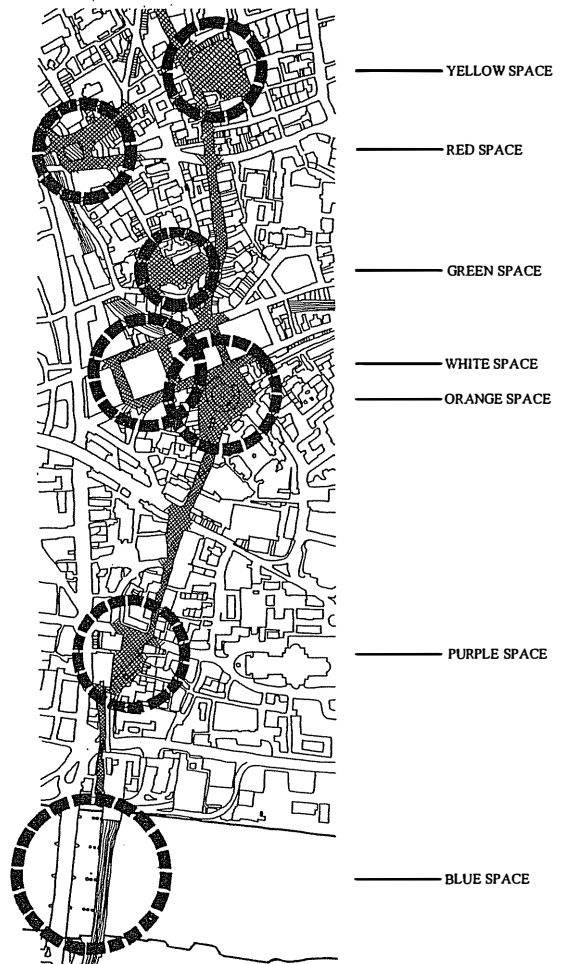 YELLOW SPACE
RED SPACE
GREEN SPACE
WHITE SPACE
ORANGE SPACE
PURPLE SPACE
BLUE SPACE